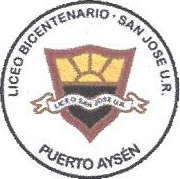 LICEO BICENTENARIO · SAN JOSE U.R.
LICEO SAN JOSE U.R.
PUERTO AYSÉN